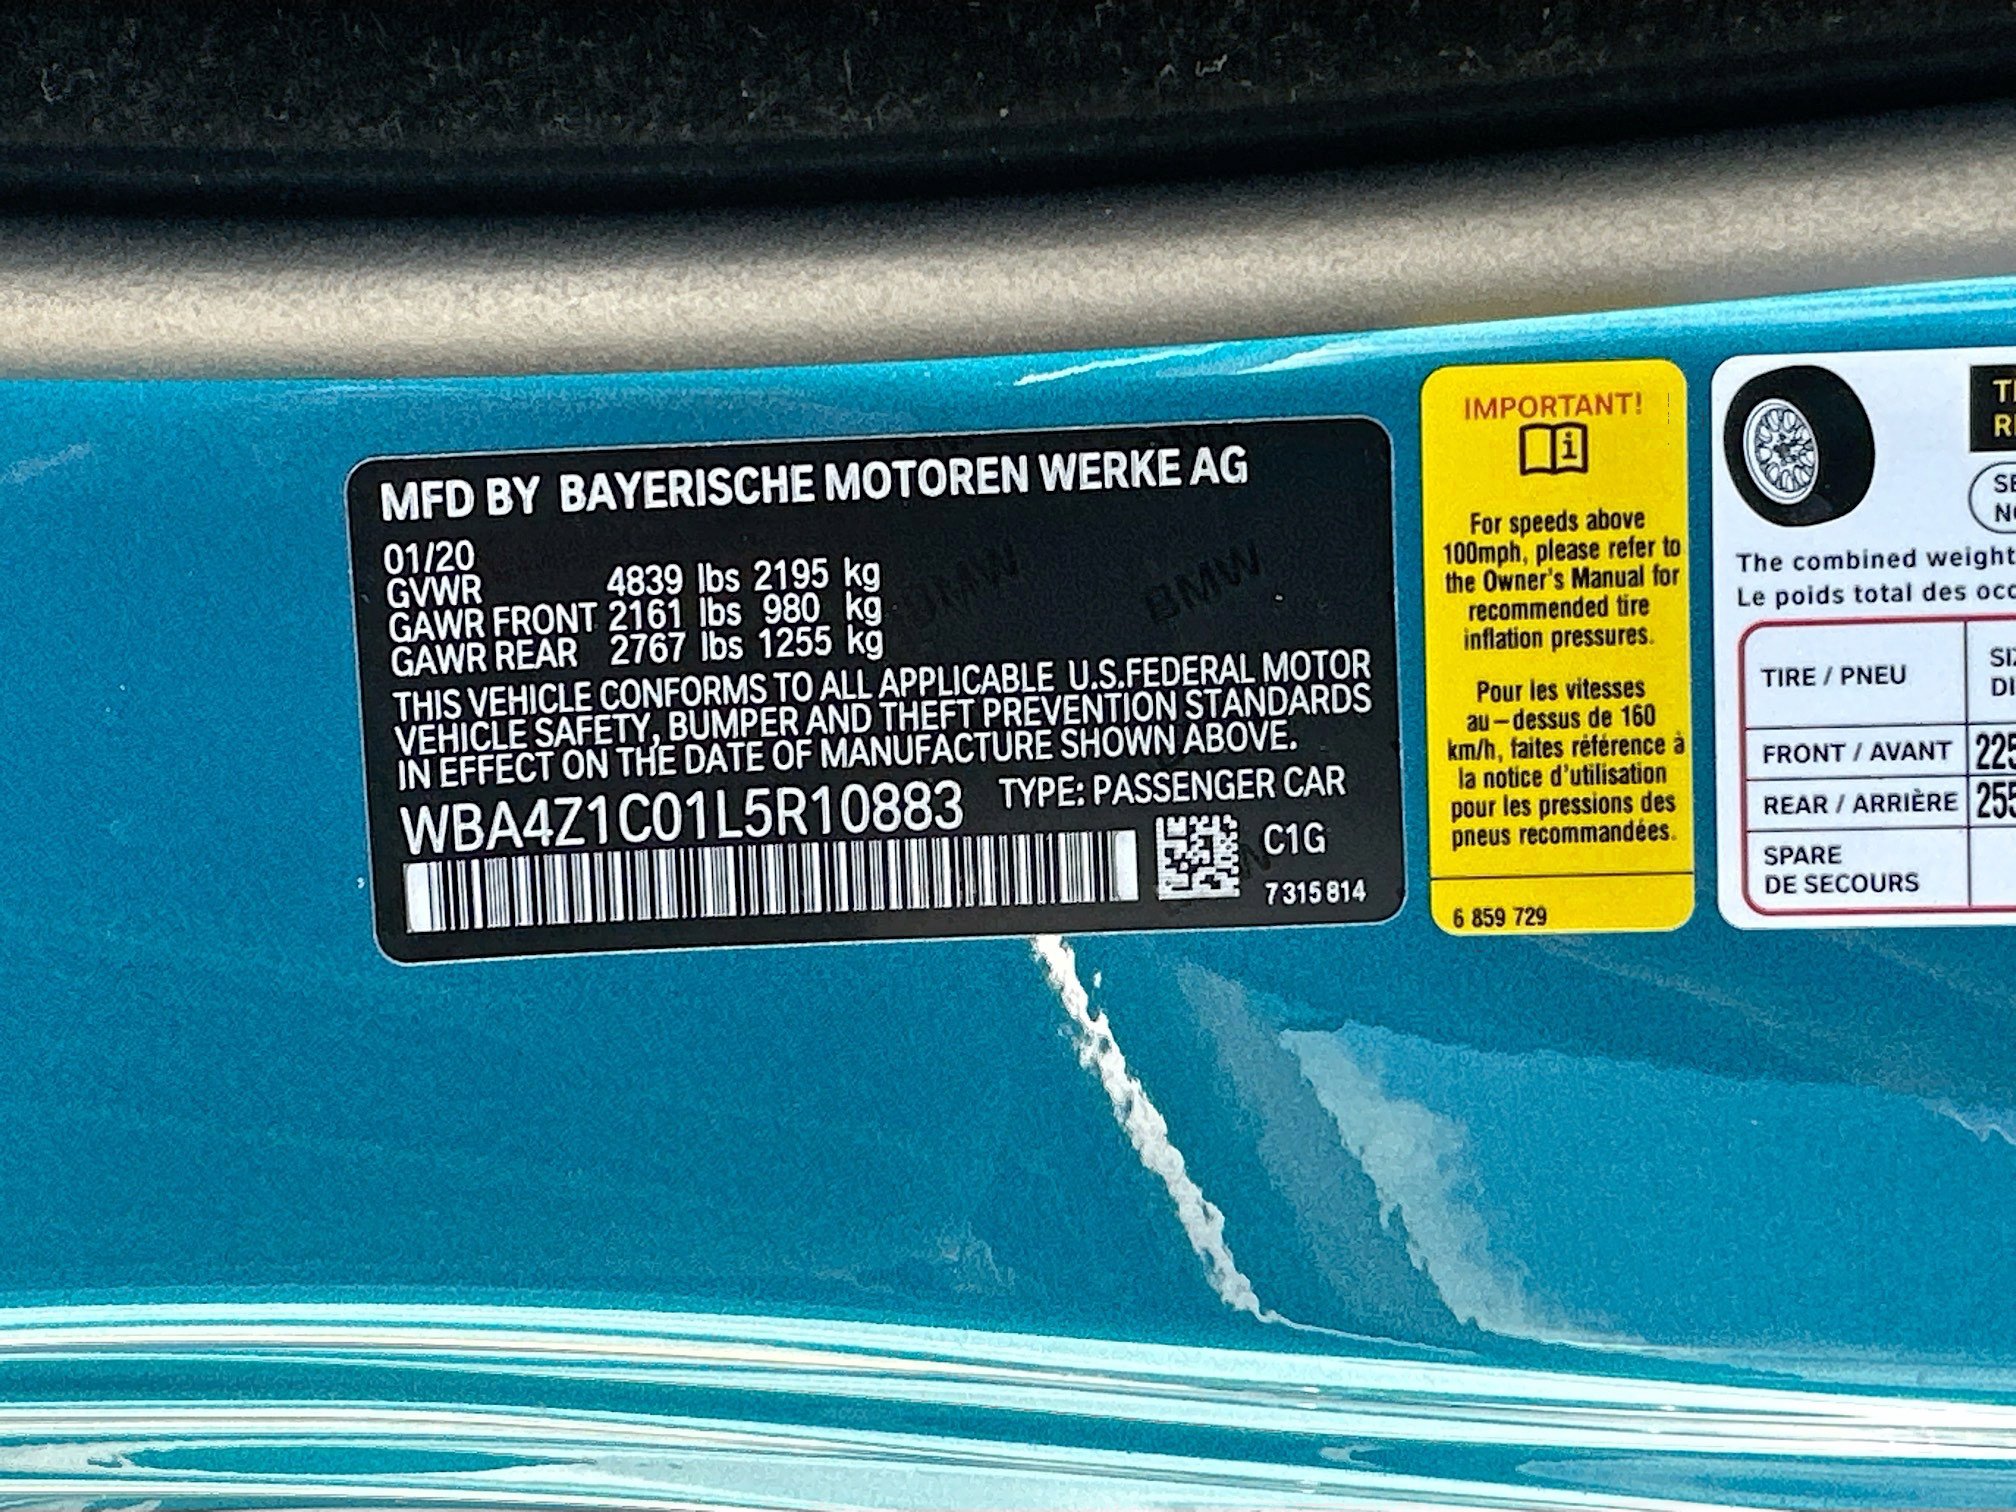 MFD BY BAYERISCHE MOTOREN WERKE AG
01/20
GVWR 4839 lbs 2195 kg
GAWR FRONT 2161 lbs 980 kg
GAWR REAR 2767 lbs 1255 kg
THIS VEHICLE CONFORMS TO ALL APPLICABLE U.S.FEDERAL MOTOR
VEHICLE SAFETY, BUMPER AND THEFT PREVENTION STANDARDS
IN EFFECT ON THE DATE OF MANUFACTURE SHOWN ABOVE.
WBA4Z1C01L5R10883 TYPE: PASSENGER CAR
C1G
7 315 814
BMW BMW
IMPORTANT!
i
For speeds above
100mph, please refer to
the Owner's Manual for
recommended tire
inflation pressures.
Pour les vitesses
au-dessus de 160
km/h, faites référence à
la notice d'utilisation
pour les pressions des
pneus recommandées.
6 859 729
The combined weight
Le poids total des
TIRE / PNEU
FRONT / AVANT 225
REAR / ARRIÈRE 255
SPARE
DE SECOURS